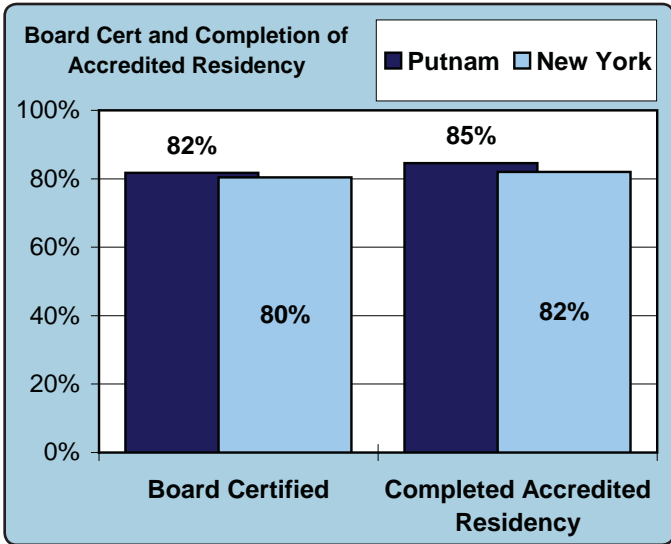 Board Cert and Completion of
Accredited Residency
Putnam
New York
100%
80%
60%
40%
20%
0%
82%
80%
85%
82%
Board Certified
Completed Accredited
Residency